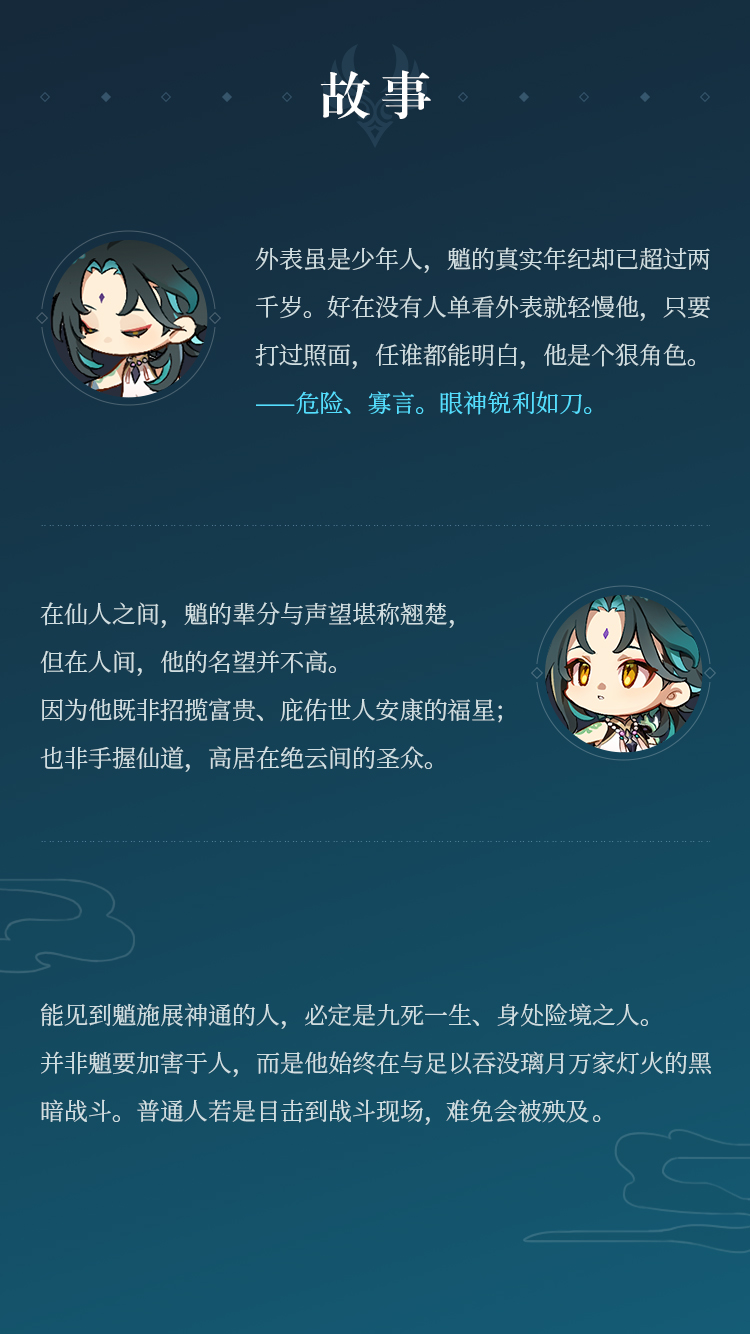 故事
外表虽是少年人，魈的真实年纪却已超过两
千岁。好在没有人单看外表就轻慢他，只要
打过照面，任谁都能明白，他是个狠角色。
——危险、寡言。眼神锐利如刀。
在仙人之间，魈的辈分与声望堪称翘楚，
但在人间，他的名望并不高。
因为他既非招揽富贵、庇佑世人安康的福星；
也非手握仙道，高居在绝云间的圣众。
能见到魈施展神通的人，必定是九死一生、身处险境之人。
并非魈要加害于人，而是他始终在与足以吞没璃月万家灯火的黑
暗战斗。普通人若是目击到战斗现场，难免会被殃及。